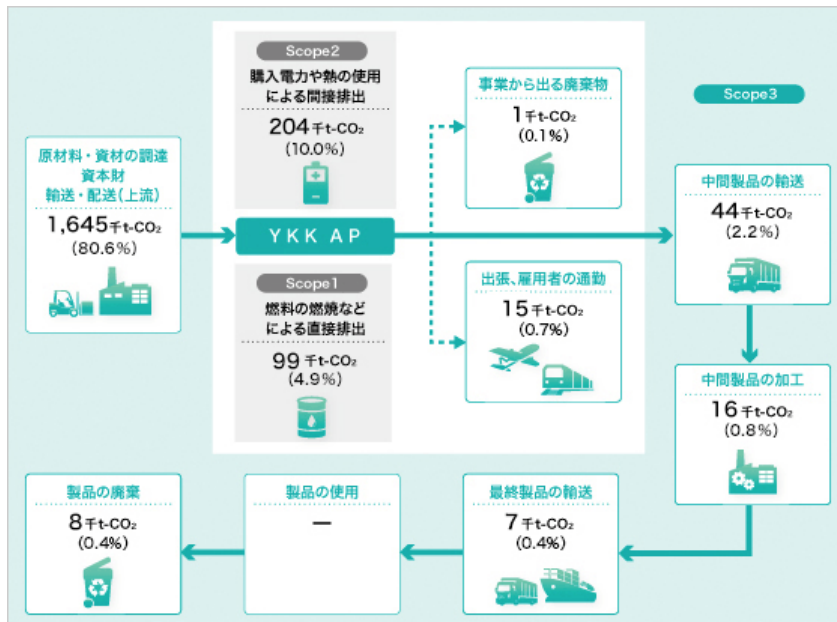 Scope2
購入電力や熱の使用
による間接排出
204千t-CO₂
(10.0%)
事業から出る廃棄物
1千t-CO₂
(0.1%)
Scope3
原材料・資材の調達
資本財
輸送・配送(上流)
1,645千t-CO₂
(80.6%)
YKK AP
中間製品の輸送
44千t-CO₂
(2.2%)
Scope1
燃料の燃焼など
による直接排出
99千t-CO₂
(4.9%)
出張、雇用者の通勤
15千t-CO₂
(0.7%)
中間製品の加工
16千t-CO₂
(0.8%)
製品の廃棄
8千t-CO₂
(0.4%)
製品の使用
—
最終製品の輸送
7千t-CO₂
(0.4%)